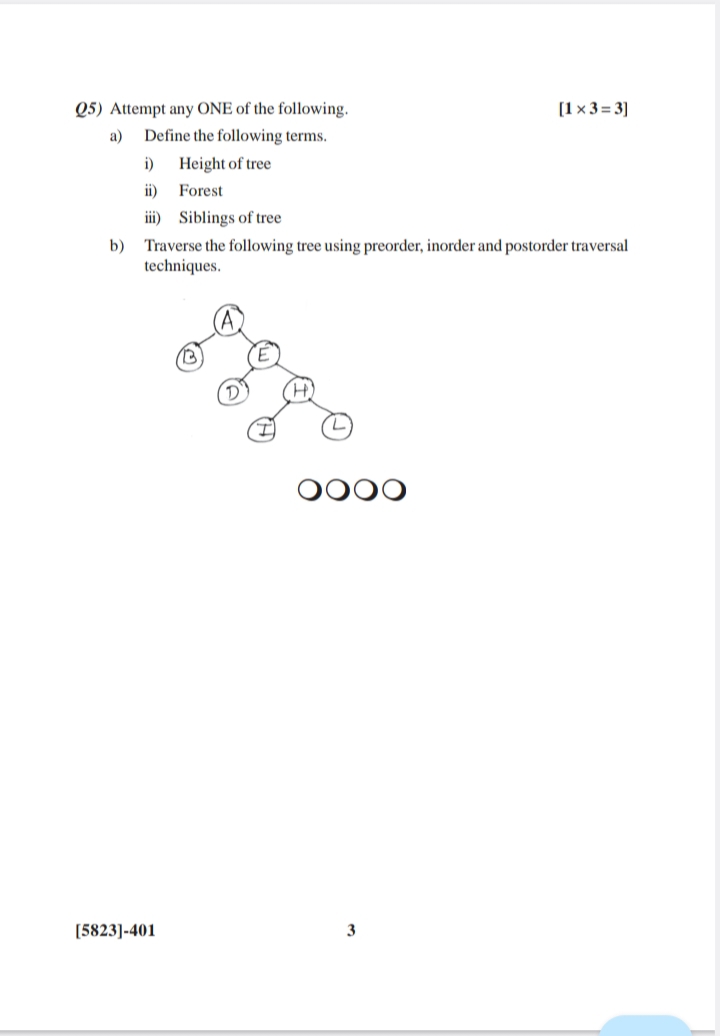 Q5) Attempt any ONE of the following. [1 × 3 = 3]
a) Define the following terms.
i) Height of tree
ii) Forest
iii) Siblings of tree
b) Traverse the following tree using preorder, inorder and postorder traversal
techniques.
A
B E
D H
I L
[5823]-401 3